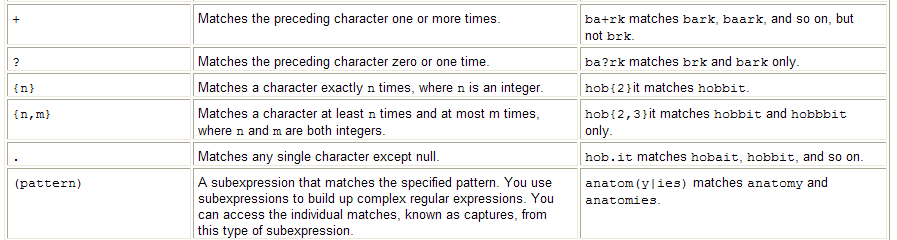 + Matches the preceding character one or more times. ba+rk matches bark, baark, and so on, but
not brk.
? Matches the preceding character zero or one time. ba?rk matches brk and bark only.
{n} Matches a character exactly n times, where n is an integer. hob{2}it matches hobbit.
{n,m} Matches a character at least n times and at most m times, hob{2,3}it matches hobbit and hobbbit
where n and m are both integers. only.
. Matches any single character except null. hob.it matches hobait, hobbit, and so on.
(pattern) A subexpression that matches the specified pattern. You use anatom(y|ies) matches anatomy and
subexpressions to build up complex regular expressions. You anatomies.
can access the individual matches, known as captures, from
this type of subexpression.